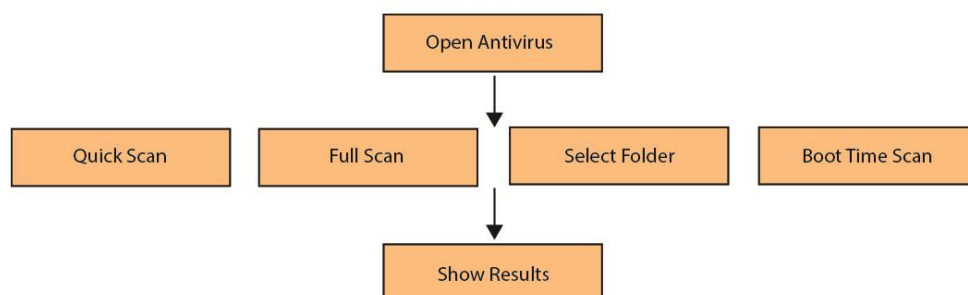 Open Antivirus
Quick Scan
Full Scan
Select Folder
Boot Time Scan
Show Results